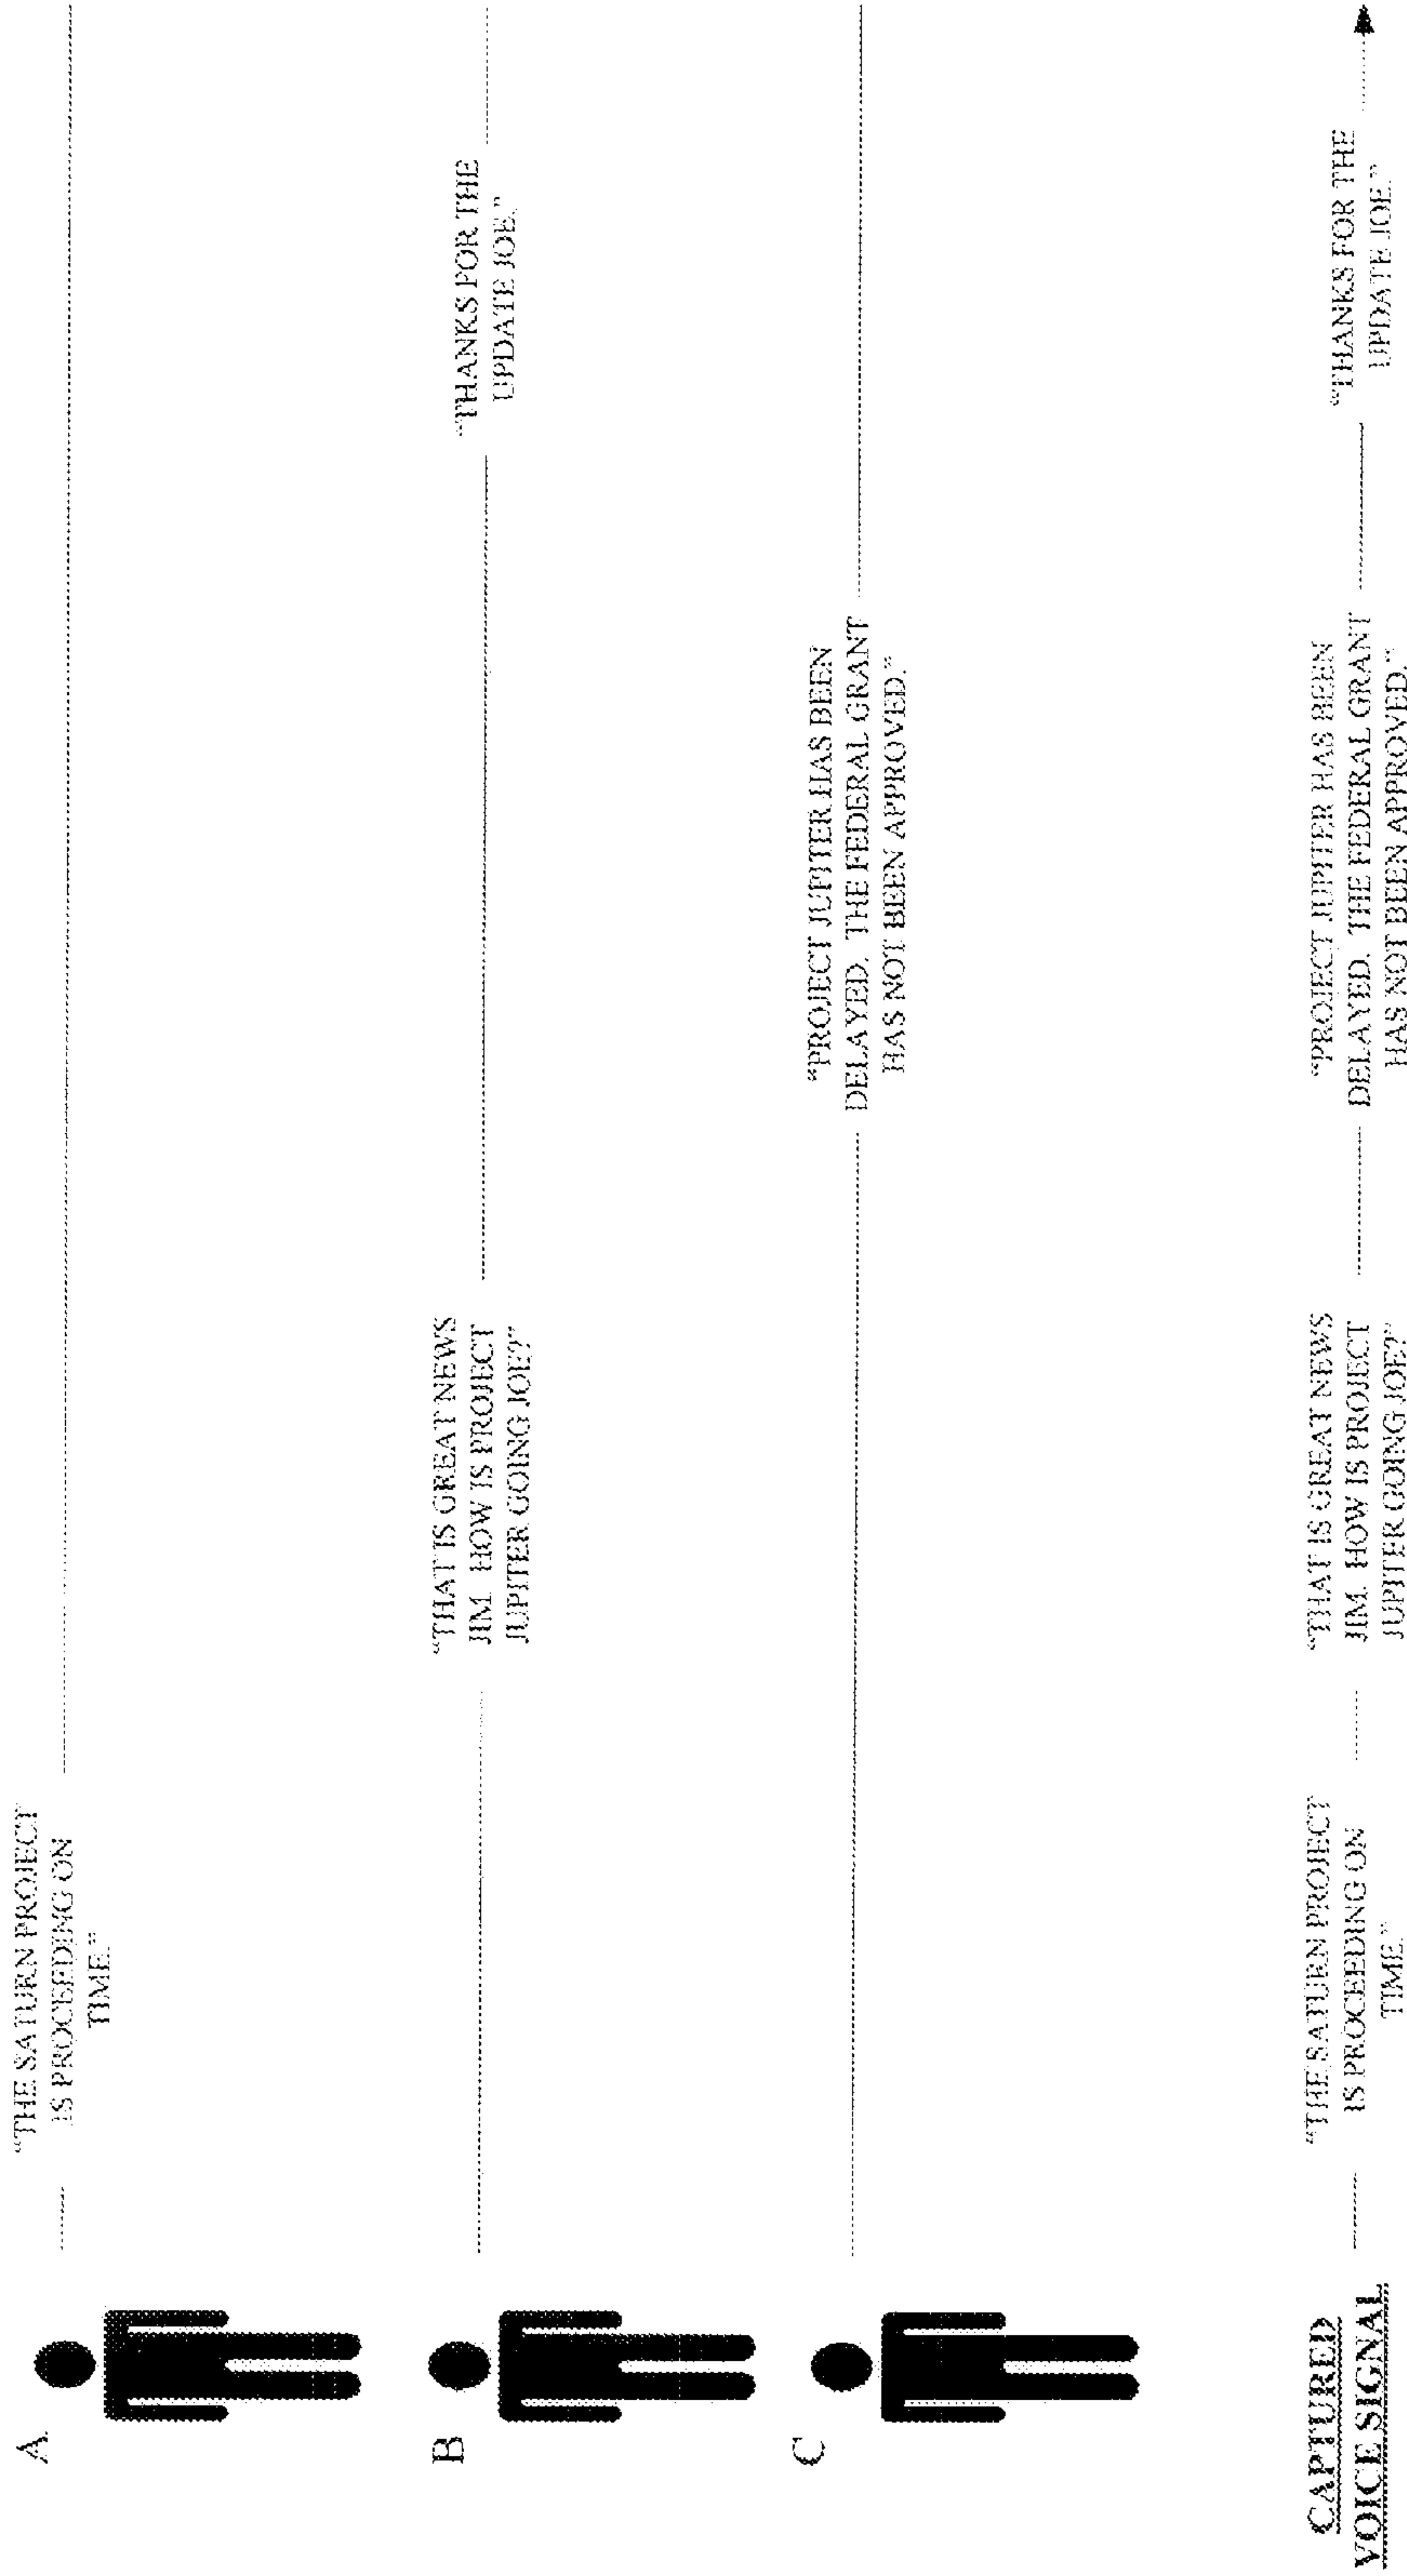 A
“THE SATURN PROJECT
IS PROCEEDING ON
TIME.”
B
“THAT IS GREAT NEWS
JIM. HOW IS PROJECT
JUPITER GOING JOE?”
“THANKS FOR THE
UPDATE JOE.”
C
“PROJECT JUPITER HAS BEEN
DELAYED. THE FEDERAL GRANT
HAS NOT BEEN APPROVED.”
CAPTURED
VOICE SIGNAL
“THE SATURN PROJECT
IS PROCEEDING ON
TIME.”
“THAT IS GREAT NEWS
JIM. HOW IS PROJECT
JUPITER GOING JOE?”
“PROJECT JUPITER HAS BEEN
DELAYED. THE FEDERAL GRANT
HAS NOT BEEN APPROVED.”
“THANKS FOR THE
UPDATE JOE.”